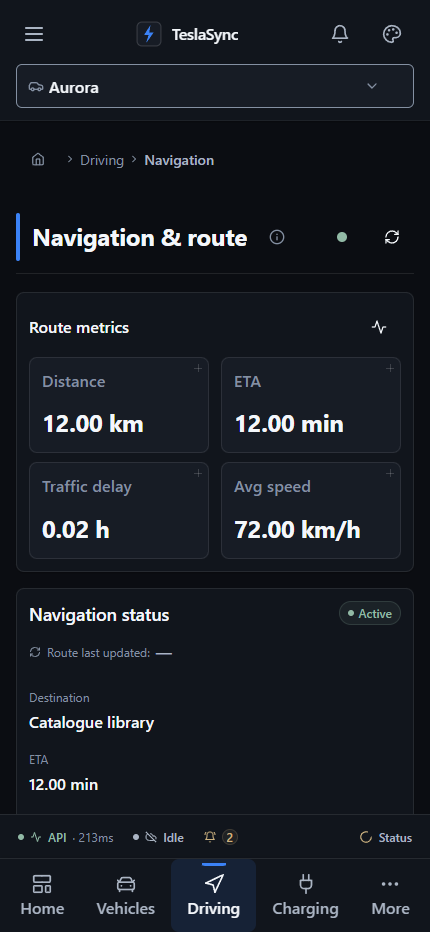 TeslaSync
Aurora
Driving > Navigation
Navigation & route
Route metrics
Distance
ETA
12.00 km
12.00 min
Traffic delay
Avg speed
0.02 h
72.00 km/h
Navigation status
Active
Route last updated: —
Destination
Catalogue library
ETA
12.00 min
API · 213ms
Idle
2
Status
Home
Vehicles
Driving
Charging
More